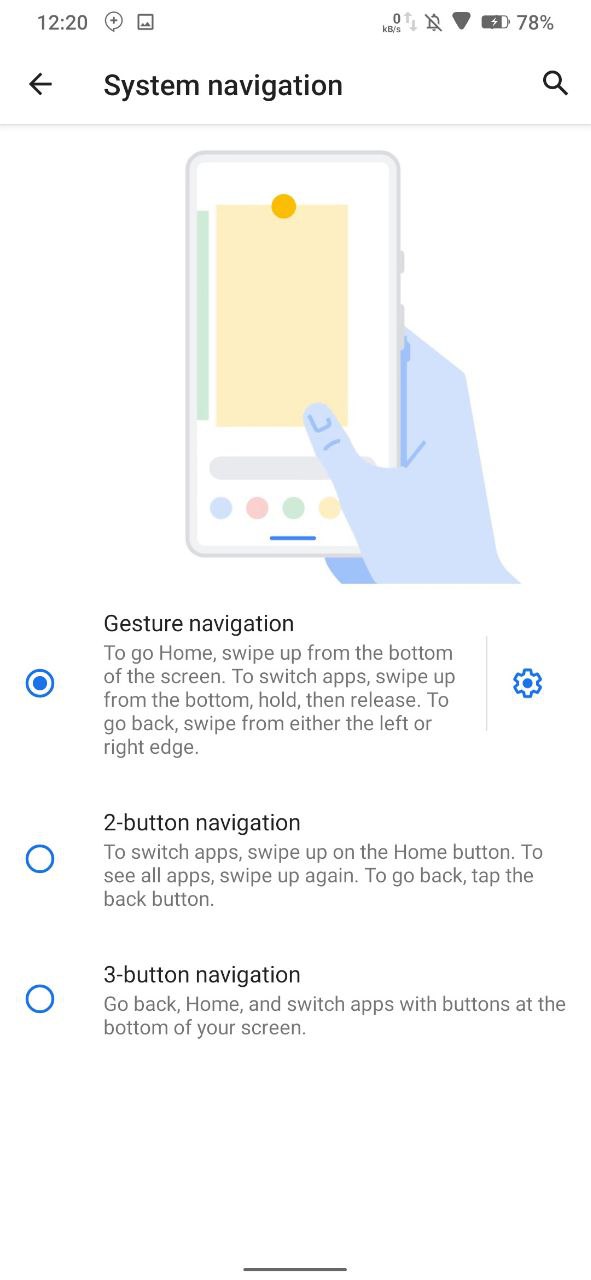 12:20
0 kB/s 78%
System navigation
Gesture navigation
To go Home, swipe up from the bottom
of the screen. To switch apps, swipe up
from the bottom, hold, then release. To
go back, swipe from either the left or
right edge.
2-button navigation
To switch apps, swipe up on the Home button. To
see all apps, swipe up again. To go back, tap the
back button.
3-button navigation
Go back, Home, and switch apps with buttons at the
bottom of your screen.